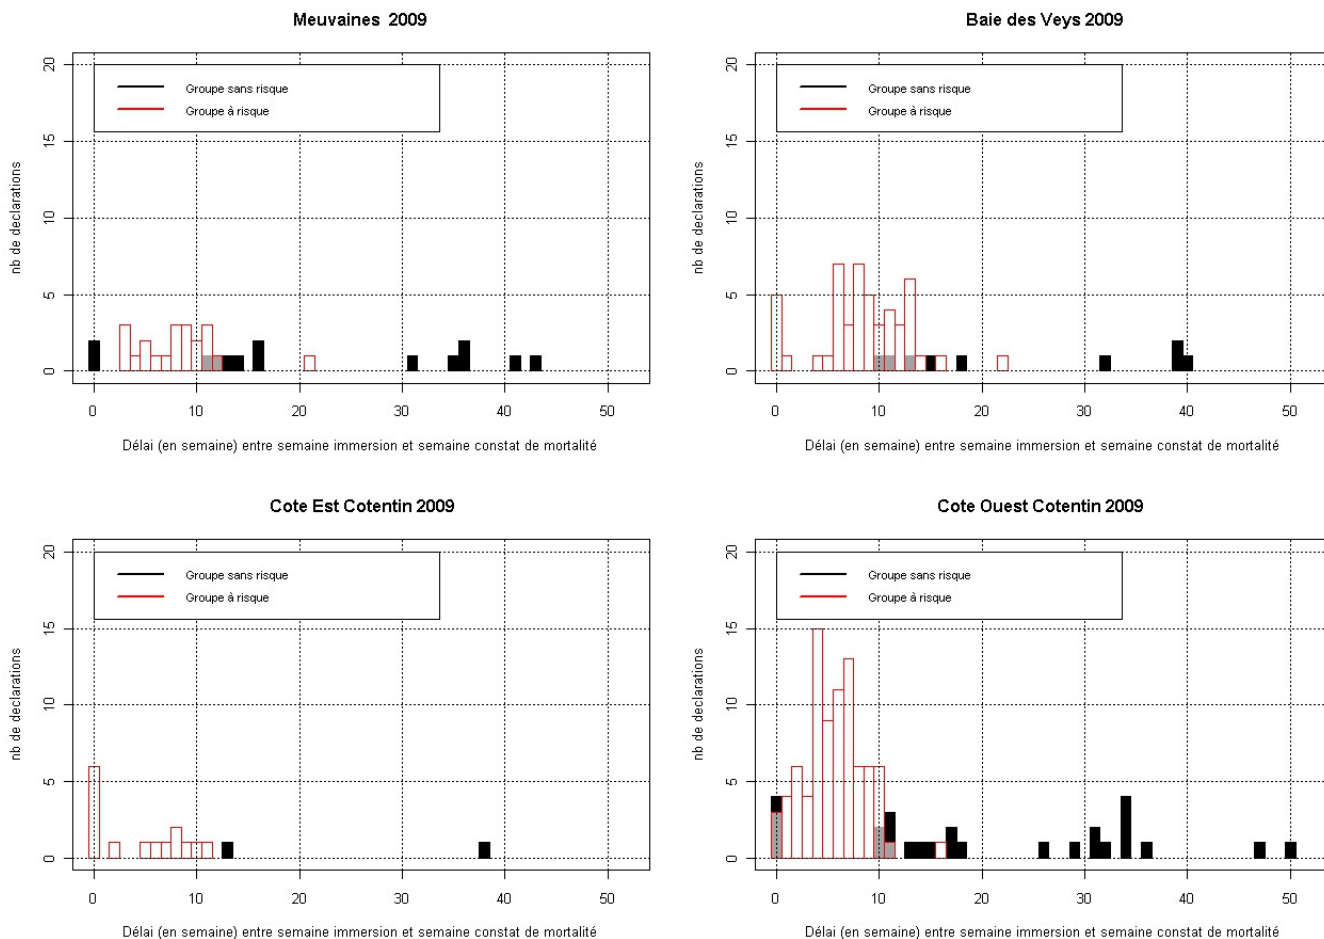 Meuvaines 2009
20
15
10
5
0
nb de declarations
Groupe sans risque
Groupe à risque
0 10 20 30 40 50
Délai (en semaine) entre semaine immersion et semaine constat de mortalité
Baie des Veys 2009
20
15
10
5
0
nb de declarations
Groupe sans risque
Groupe à risque
0 10 20 30 40 50
Délai (en semaine) entre semaine immersion et semaine constat de mortalité
Cote Est Cotentin 2009
20
15
10
5
0
nb de declarations
Groupe sans risque
Groupe à risque
0 10 20 30 40 50
Délai (en semaine) entre semaine immersion et semaine constat de mortalité
Cote Ouest Cotentin 2009
20
15
10
5
0
nb de declarations
Groupe sans risque
Groupe à risque
0 10 20 30 40 50
Délai (en semaine) entre semaine immersion et semaine constat de mortalité